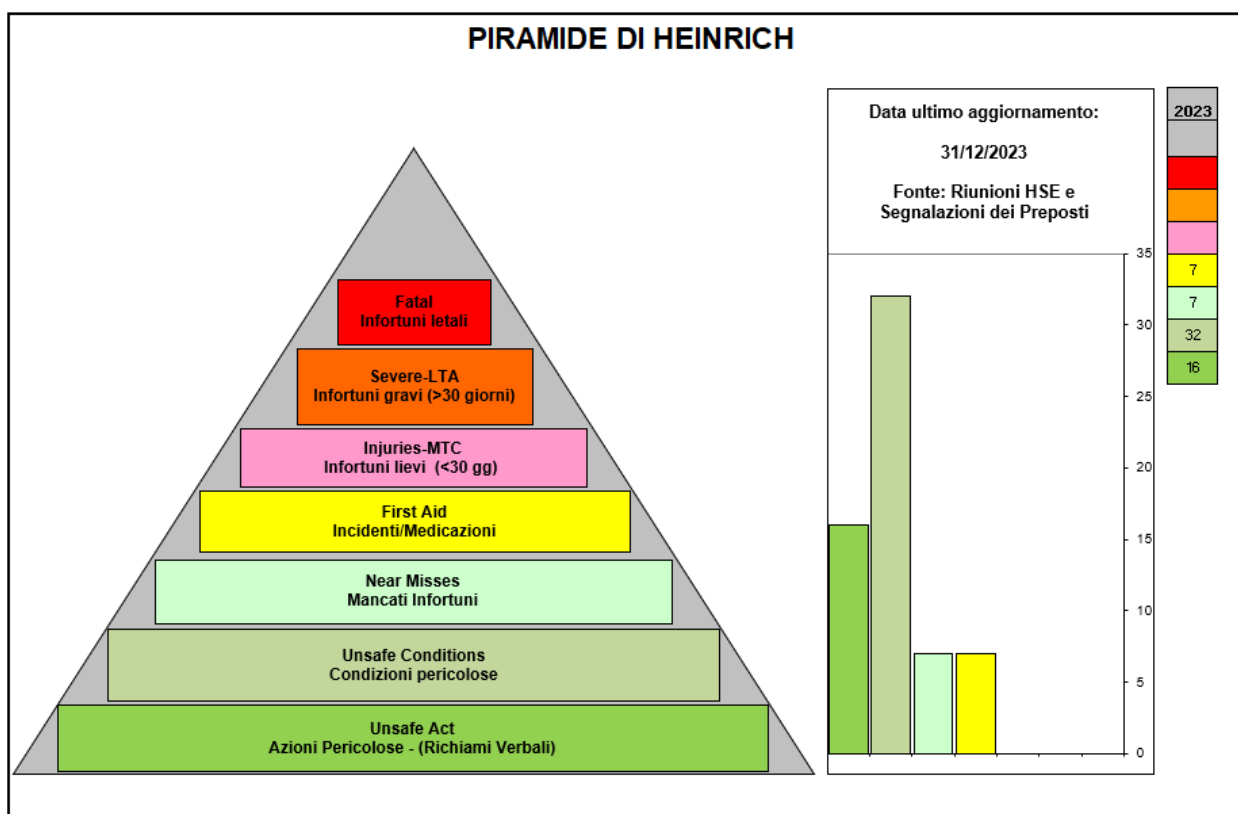 PIRAMIDE DI HEINRICH
Fatal
Infortuni letali
Severe-LTA
Infortuni gravi (>30 giorni)
Injuries-MTC
Infortuni lievi (<30 gg)
First Aid
Incidenti/Medicazioni
Near Misses
Mancati Infortuni
Unsafe Conditions
Condizioni pericolose
Unsafe Act
Azioni Pericolose - (Richiami Verbali)
Data ultimo aggiornamento:
31/12/2023
Fonte: Riunioni HSE e
Segnalazioni dei Preposti
35
30
25
20
15
10
5
0
2023
7
7
32
16